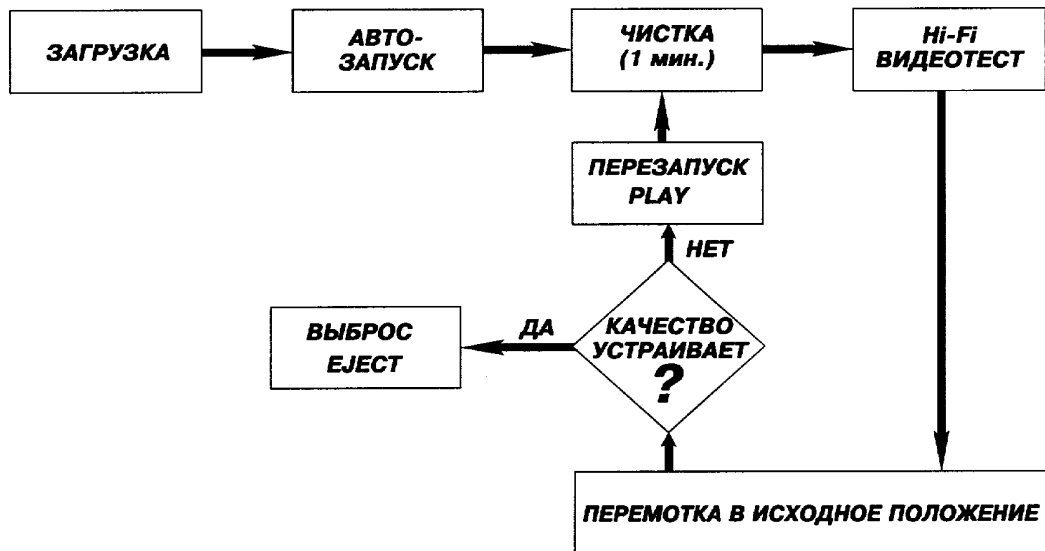 ЗАГРУЗКА
АВТО-
ЗАПУСК
ЧИСТКА
(1 мин.)
Hi-Fi
ВИДЕОТЕСТ
ПЕРЕЗАПУСК
PLAY
НЕТ
ДА
ВЫБРОС
EJECT
КАЧЕСТВО
УСТРАИВАЕТ
?
ПЕРЕМОТКА В ИСХОДНОЕ ПОЛОЖЕНИЕ